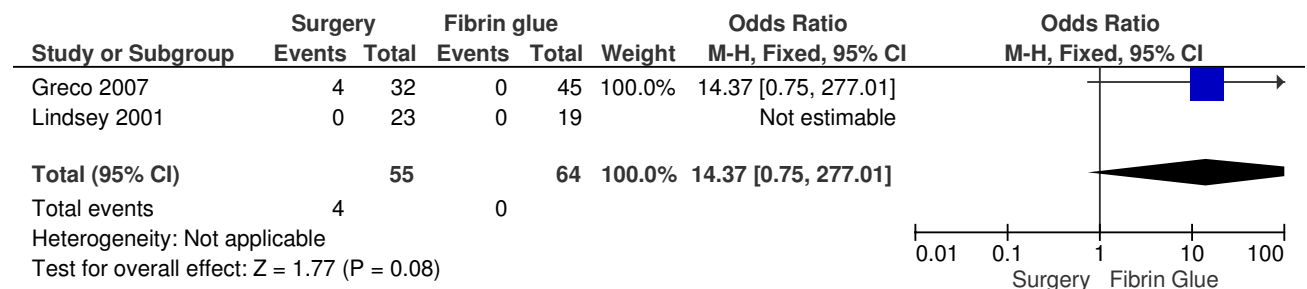 Surgery Fibrin glue Odds Ratio Odds Ratio
Study or Subgroup Events Total Events Total Weight M-H, Fixed, 95% CI M-H, Fixed, 95% CI
Greco 2007 4 32 0 45 100.0% 14.37 [0.75, 277.01]
Lindsey 2001 0 23 0 19 Not estimable
Total (95% CI) 55 64 100.0% 14.37 [0.75, 277.01]
Total events 4 0
Heterogeneity: Not applicable
Test for overall effect: Z = 1.77 (P = 0.08)
0.01 0.1 1 10 100
Surgery Fibrin Glue